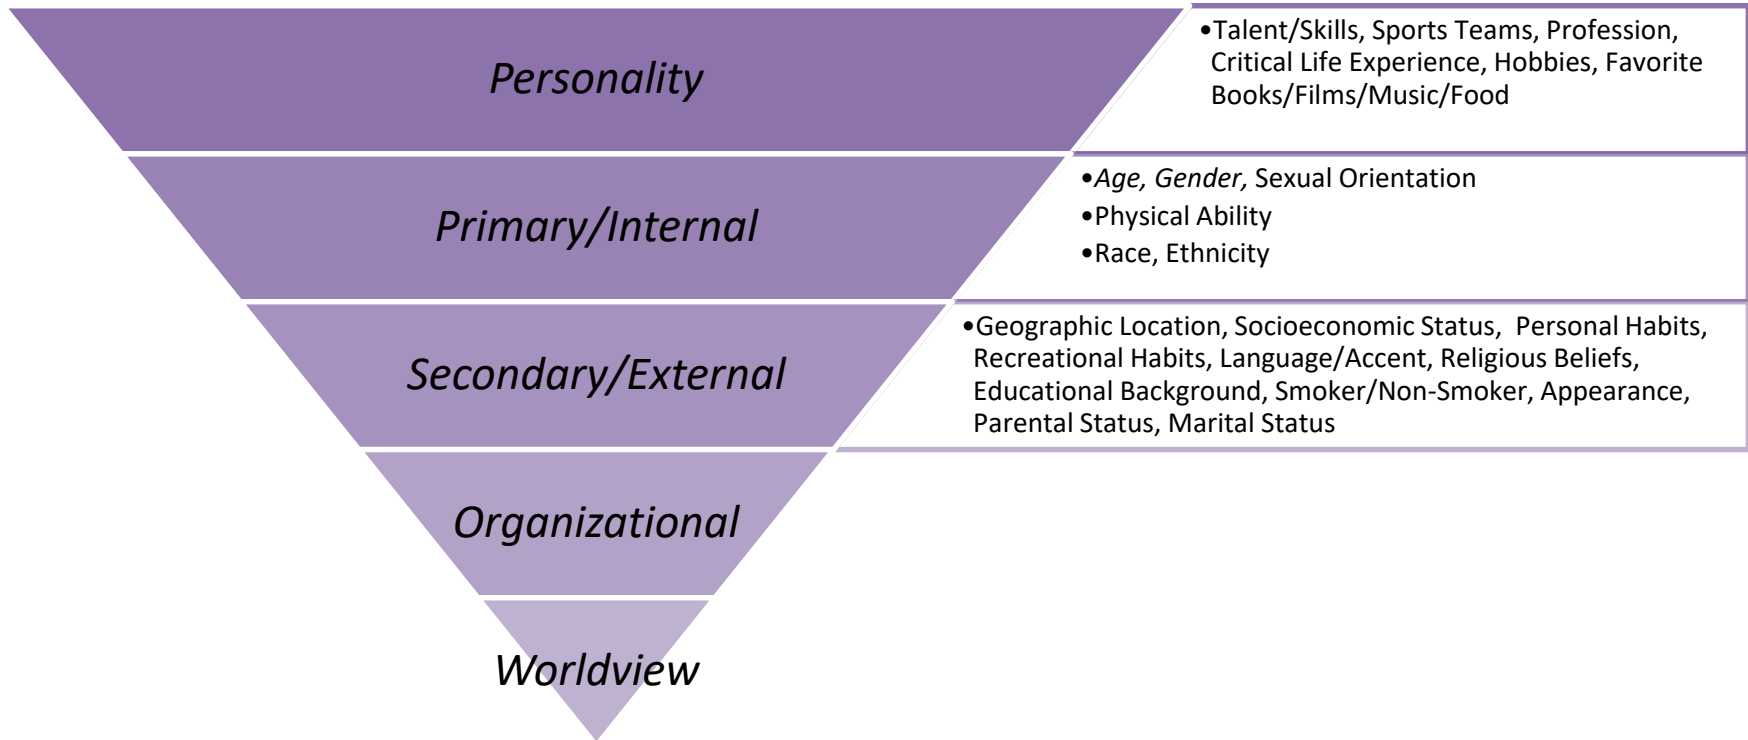 Personality
•Talent/Skills, Sports Teams, Profession,
Critical Life Experience, Hobbies, Favorite
Books/Films/Music/Food
Primary/Internal
•Age, Gender, Sexual Orientation
•Physical Ability
•Race, Ethnicity
Secondary/External
•Geographic Location, Socioeconomic Status,  Personal Habits,
Recreational Habits, Language/Accent, Religious Beliefs,
Educational Background, Smoker/Non-Smoker, Appearance,
Parental Status, Marital Status
Organizational
Worldview